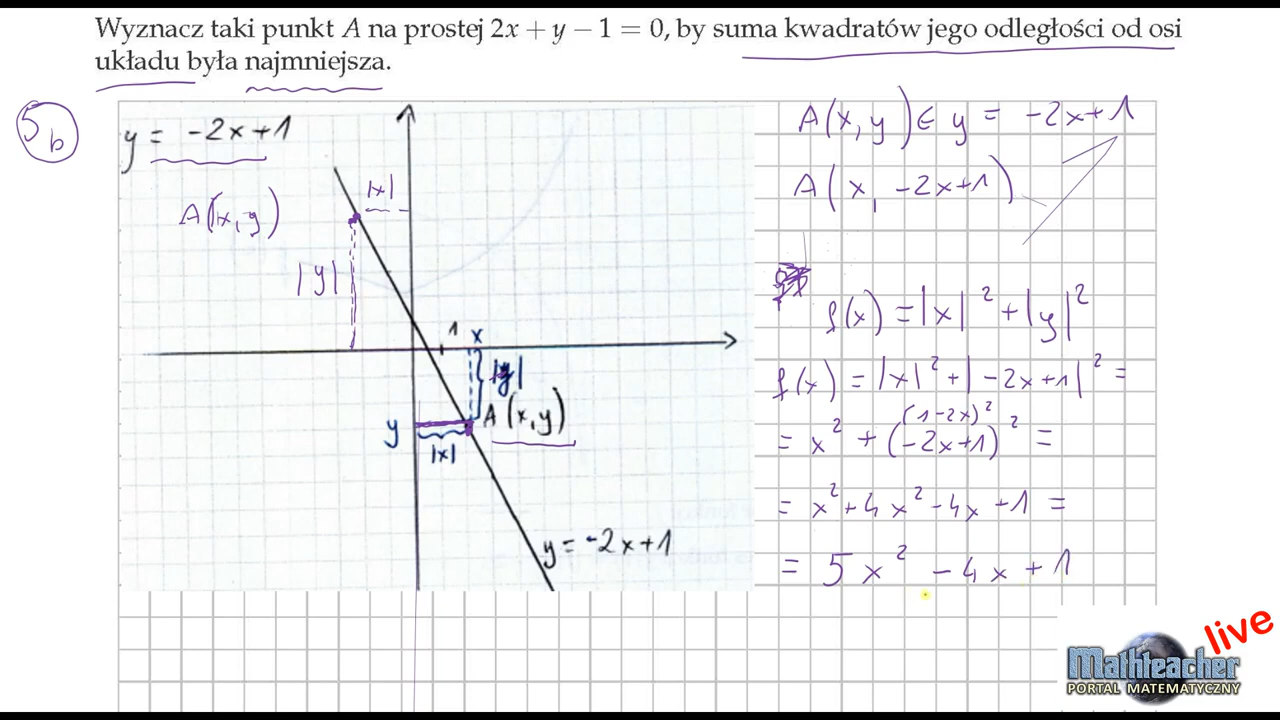 Wyznacz taki punkt A na prostej 2x + y − 1 = 0, by suma kwadratów jego odległości od osi
układu była najmniejsza.
5b
y = -2x+1
A(x,y)
|x|
|y|
1
x
|y|
A(x,y)
y
|x|
y = -2x+1
A(x,y) ∈ y = -2x+1
A(x, -2x+1)
f(x) = |x|² + |y|²
f(x) = |x|² + |-2x+1|² =
(1-2x)²
= x² + (-2x+1)² =
= x² + 4x² - 4x + 1 =
= 5x² - 4x + 1
live
Mathteacher
PORTAL MATEMATYCZNY